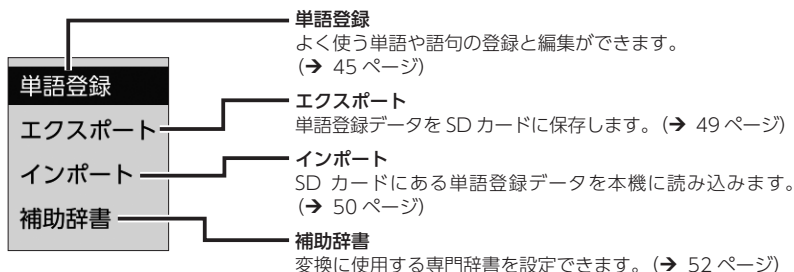 単語登録
エクスポート
インポート
補助辞書
単語登録
よく使う単語や語句の登録と編集ができます。
(➔ 45 ページ)
エクスポート
単語登録データを SD カードに保存します。(➔ 49 ページ)
インポート
SD カードにある単語登録データを本機に読み込みます。
(➔ 50 ページ)
補助辞書
変換に使用する専門辞書を設定できます。(➔ 52 ページ)